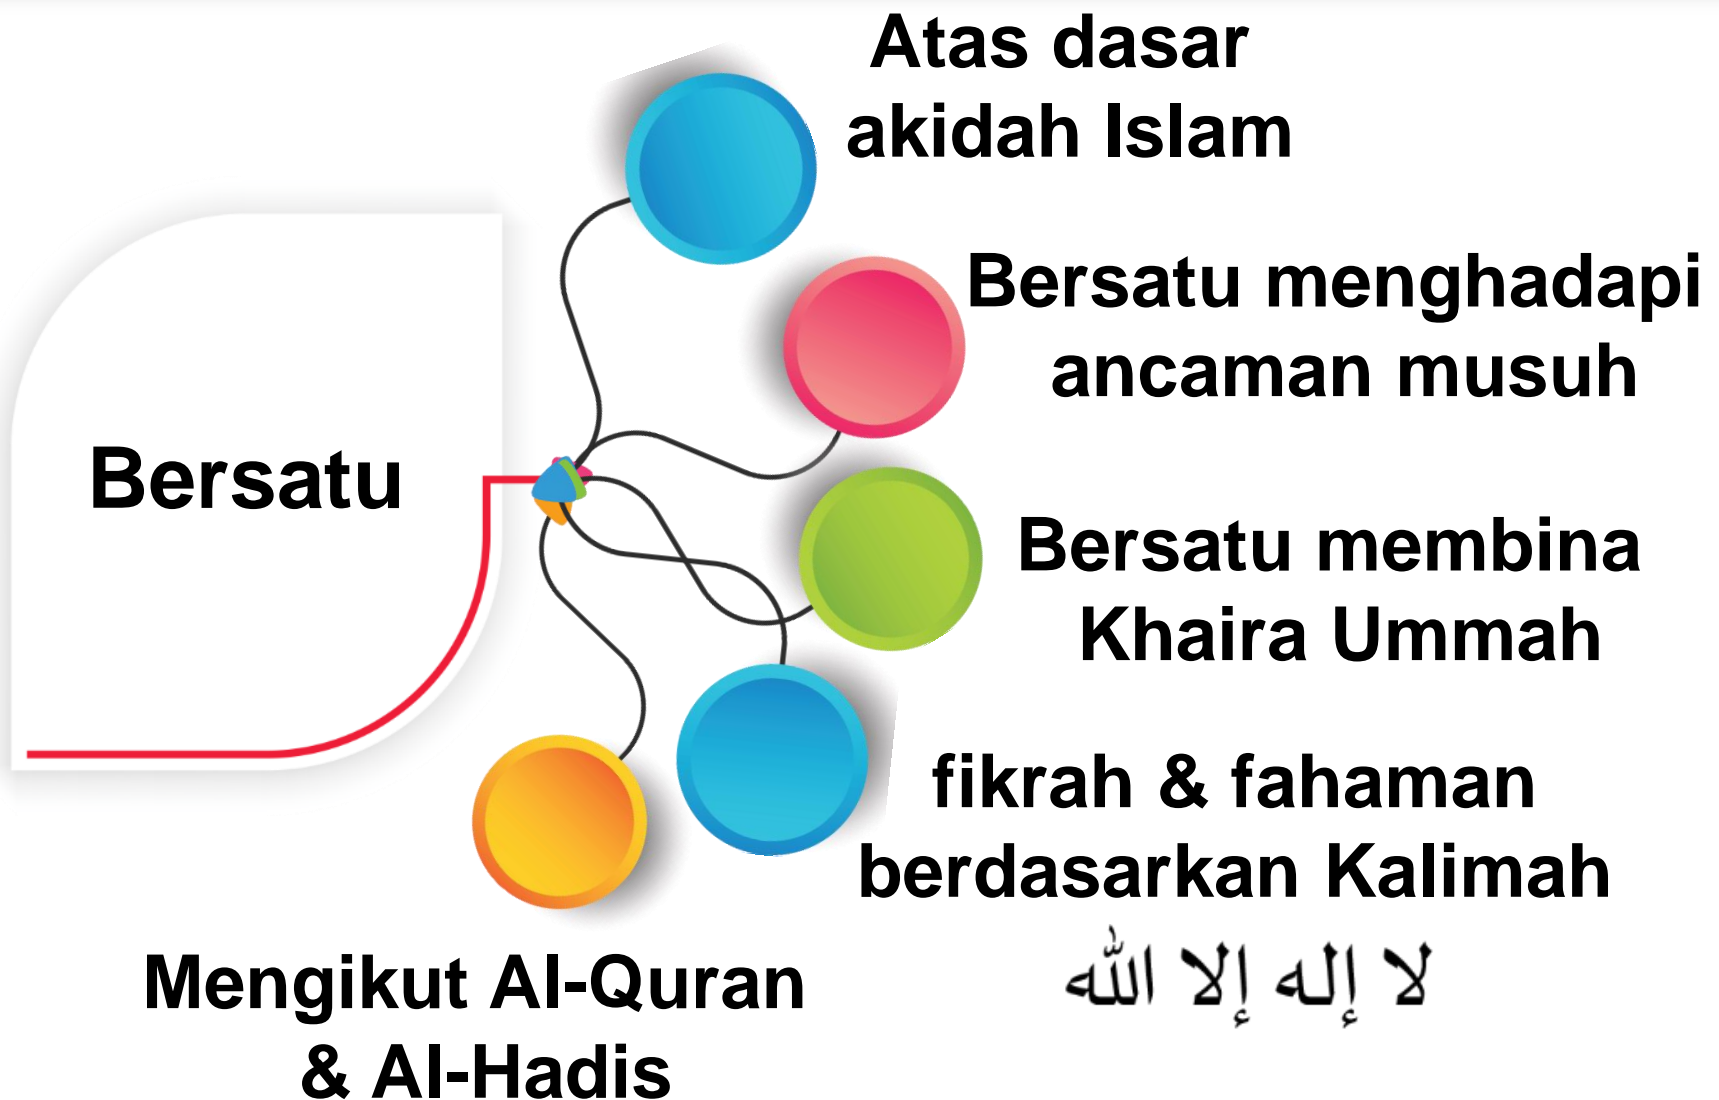 Bersatu
Atas dasar
akidah Islam
Bersatu menghadapi
ancaman musuh
Bersatu membina
Khaira Ummah
fikrah & fahaman
berdasarkan Kalimah
لا إله إلا الله
Mengikut Al-Quran
& Al-Hadis